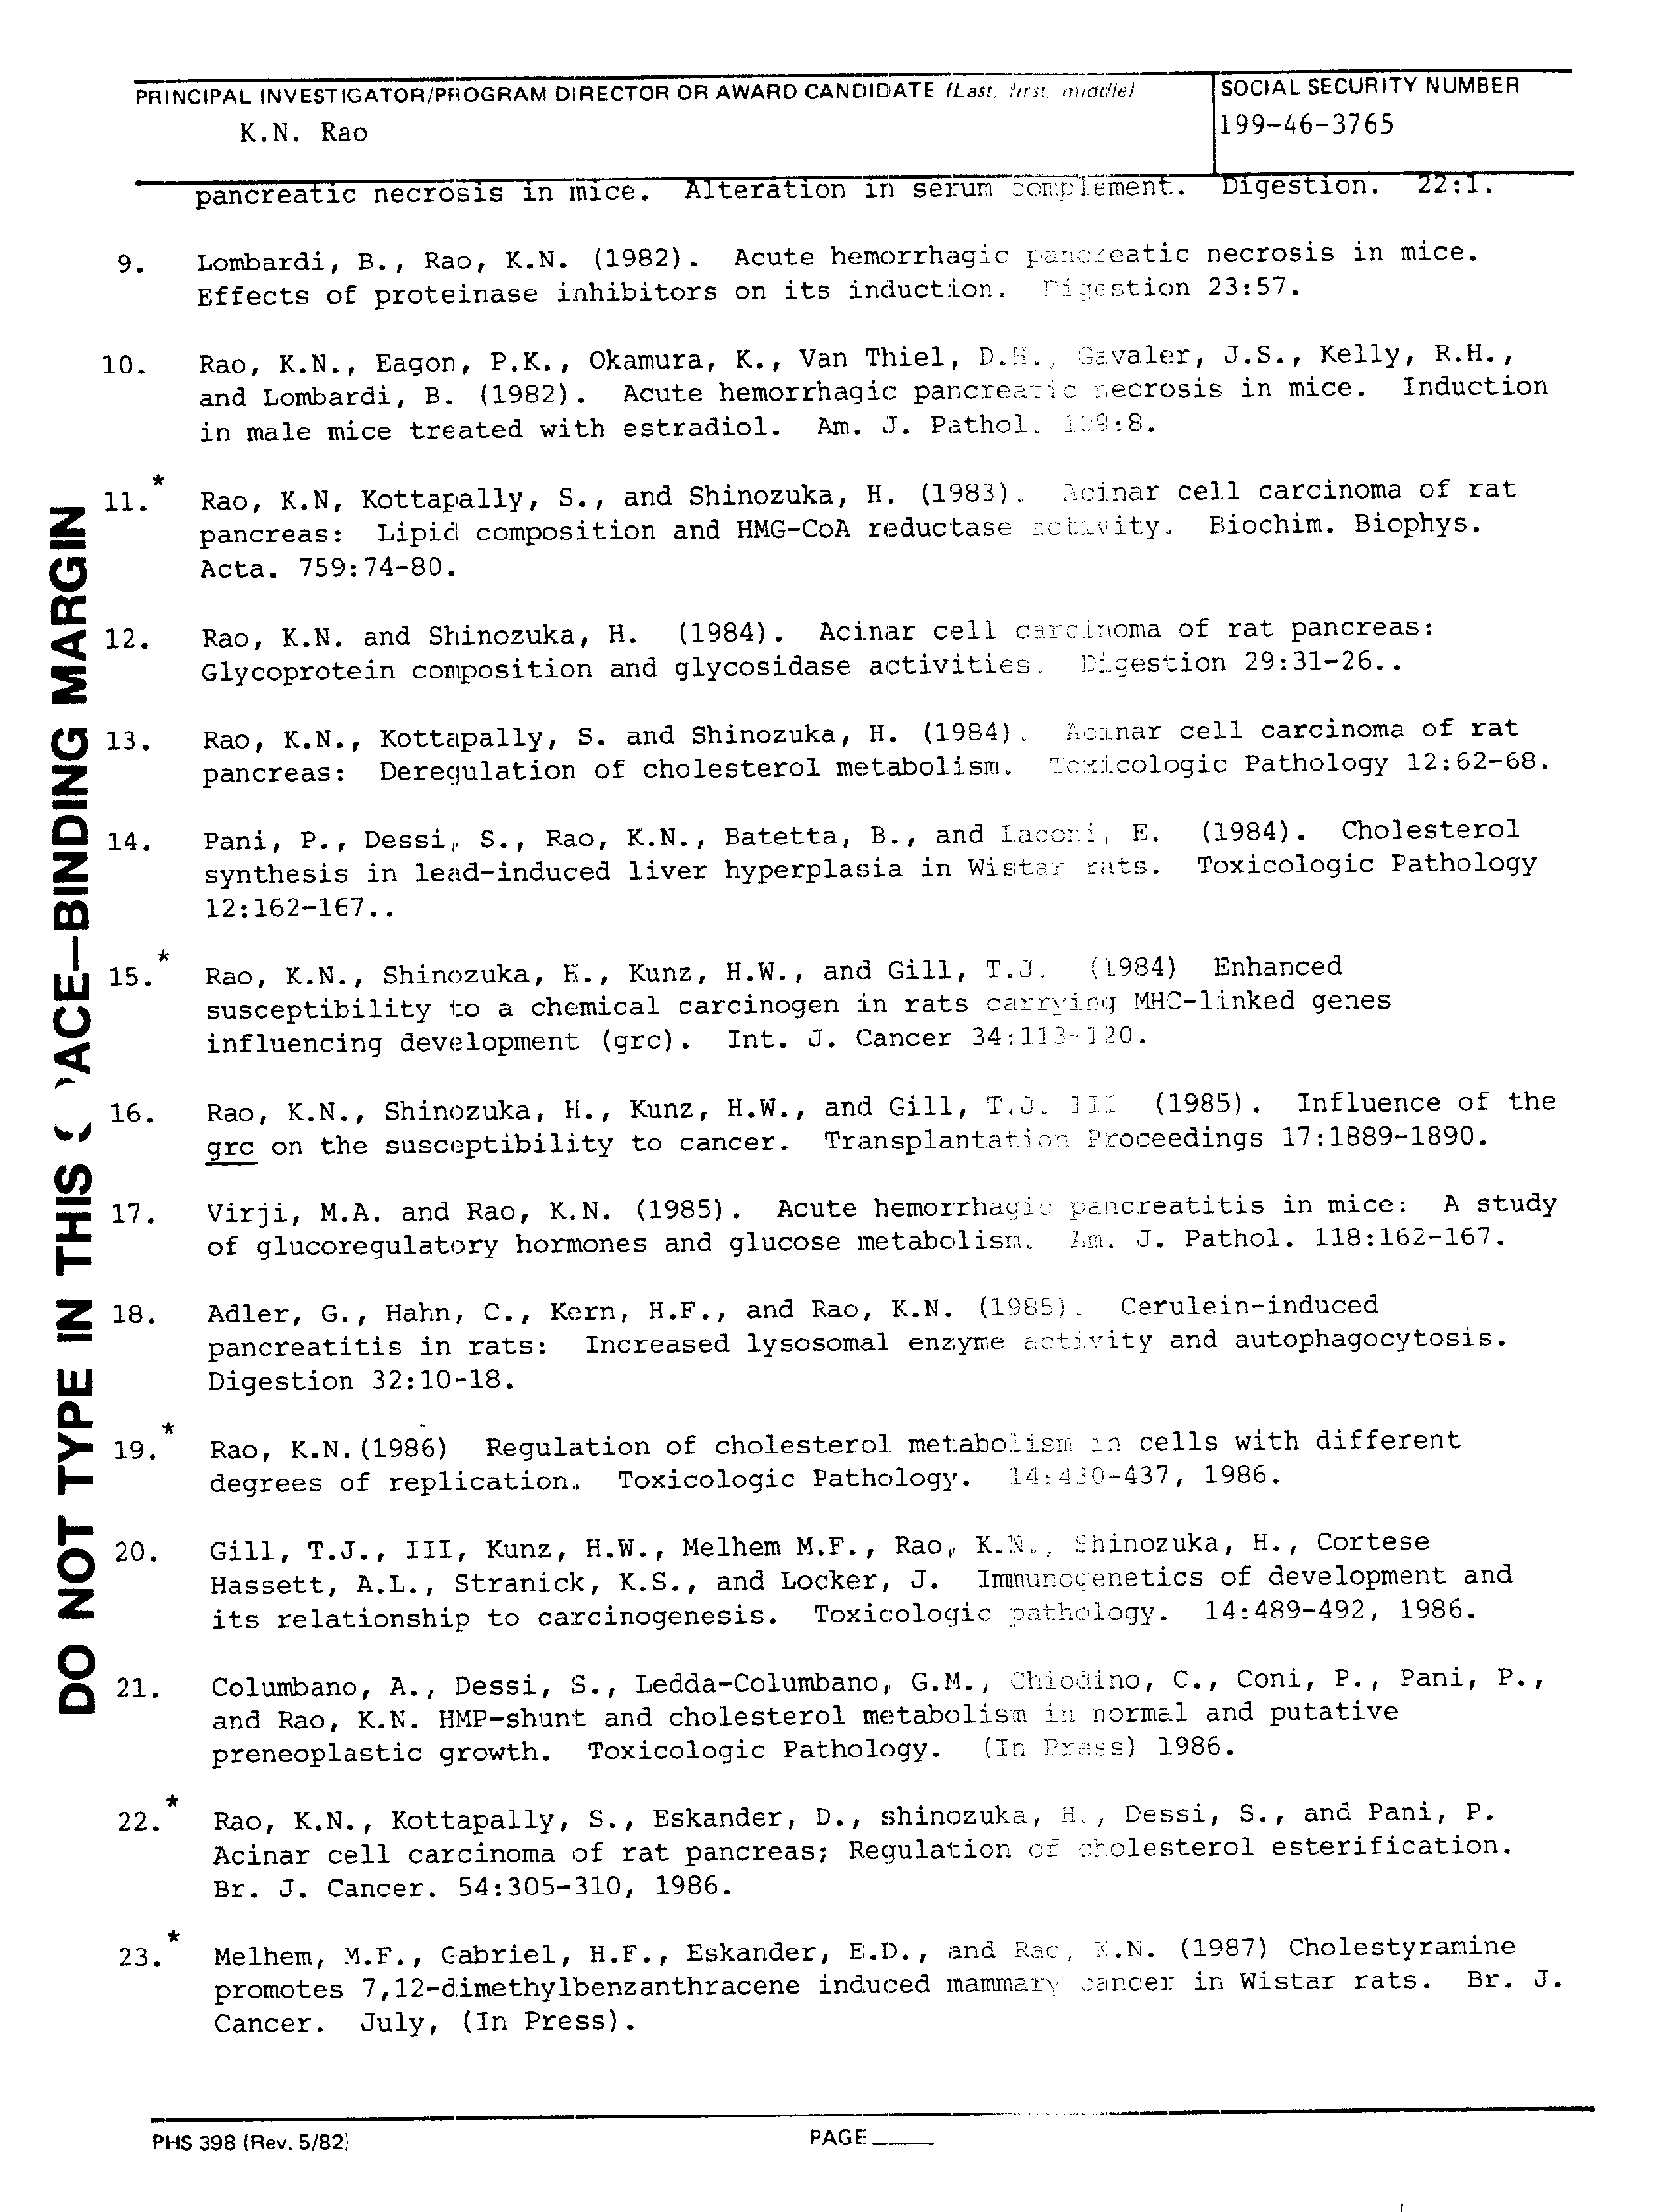 PRINCIPAL INVESTIGATOR/PROGRAM DIRECTOR OR AWARD CANDIDATE (Last, first, middle)
SOCIAL SECURITY NUMBER
K.N. Rao
199-46-3765
pancreatic necrosis in mice. Alteration in serum complement. Digestion. 22:1.
9. Lombardi, B., Rao, K.N. (1982). Acute hemorrhagic pancreatic necrosis in mice.
Effects of proteinase inhibitors on its induction. Digestion 23:57.
10. Rao, K.N., Eagon, P.K., Okamura, K., Van Thiel, D.H., Gavaler, J.S., Kelly, R.H.,
and Lombardi, B. (1982). Acute hemorrhagic pancreatic necrosis in mice. Induction
in male mice treated with estradiol. Am. J. Pathol. 109:8.
11.* Rao, K.N, Kottapally, S., and Shinozuka, H. (1983). Acinar cell carcinoma of rat
pancreas: Lipid composition and HMG-CoA reductase activity. Biochim. Biophys.
Acta. 759:74-80.
12. Rao, K.N. and Shinozuka, H. (1984). Acinar cell carcinoma of rat pancreas:
Glycoprotein composition and glycosidase activities. Digestion 29:31-26..
13. Rao, K.N., Kottapally, S. and Shinozuka, H. (1984). Acinar cell carcinoma of rat
pancreas: Deregulation of cholesterol metabolism. Toxicologic Pathology 12:62-68.
14. Pani, P., Dessi, S., Rao, K.N., Batetta, B., and Laconi, E. (1984). Cholesterol
synthesis in lead-induced liver hyperplasia in Wistar rats. Toxicologic Pathology
12:162-167..
15.* Rao, K.N., Shinozuka, H., Kunz, H.W., and Gill, T.J. (1984) Enhanced
susceptibility to a chemical carcinogen in rats carrying MHC-linked genes
influencing development (grc). Int. J. Cancer 34:113-120.
16. Rao, K.N., Shinozuka, H., Kunz, H.W., and Gill, T.J. III (1985). Influence of the
grc on the susceptibility to cancer. Transplantation Proceedings 17:1889-1890.
17. Virji, M.A. and Rao, K.N. (1985). Acute hemorrhagic pancreatitis in mice: A study
of glucoregulatory hormones and glucose metabolism. Am. J. Pathol. 118:162-167.
18. Adler, G., Hahn, C., Kern, H.F., and Rao, K.N. (1985). Cerulein-induced
pancreatitis in rats: Increased lysosomal enzyme activity and autophagocytosis.
Digestion 32:10-18.
19.* Rao, K.N.(1986) Regulation of cholesterol metabolism in cells with different
degrees of replication. Toxicologic Pathology. 14:430-437, 1986.
20. Gill, T.J., III, Kunz, H.W., Melhem M.F., Rao, K.N., Shinozuka, H., Cortese
Hassett, A.L., Stranick, K.S., and Locker, J. Immunogenetics of development and
its relationship to carcinogenesis. Toxicologic pathology. 14:489-492, 1986.
21. Columbano, A., Dessi, S., Ledda-Columbano, G.M., Chiodino, C., Coni, P., Pani, P.,
and Rao, K.N. HMP-shunt and cholesterol metabolism in normal and putative
preneoplastic growth. Toxicologic Pathology. (In Press) 1986.
22.* Rao, K.N., Kottapally, S., Eskander, D., shinozuka, H., Dessi, S., and Pani, P.
Acinar cell carcinoma of rat pancreas; Regulation of cholesterol esterification.
Br. J. Cancer. 54:305-310, 1986.
23.* Melhem, M.F., Gabriel, H.F., Eskander, E.D., and Rao, K.N. (1987) Cholestyramine
promotes 7,12-dimethylbenzanthracene induced mammary cancer in Wistar rats. Br. J.
Cancer. July, (In Press).
PHS 398 (Rev. 5/82)
PAGE
DO NOT TYPE IN THIS ACE—BINDING MARGIN